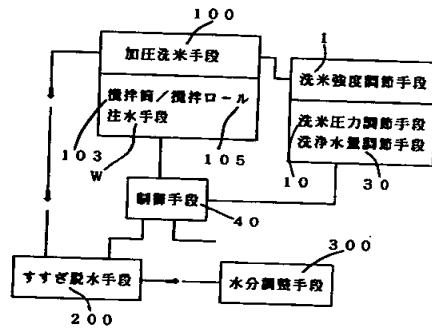 100
加圧洗米手段
1
洗米強度調節手段
攪拌筒/攪拌ロール
注水手段
洗米圧力調節手段
洗浄水量調節手段
103
105
W
10
30
制御手段
40
300
すすぎ脱水手段
水分調整手段
200